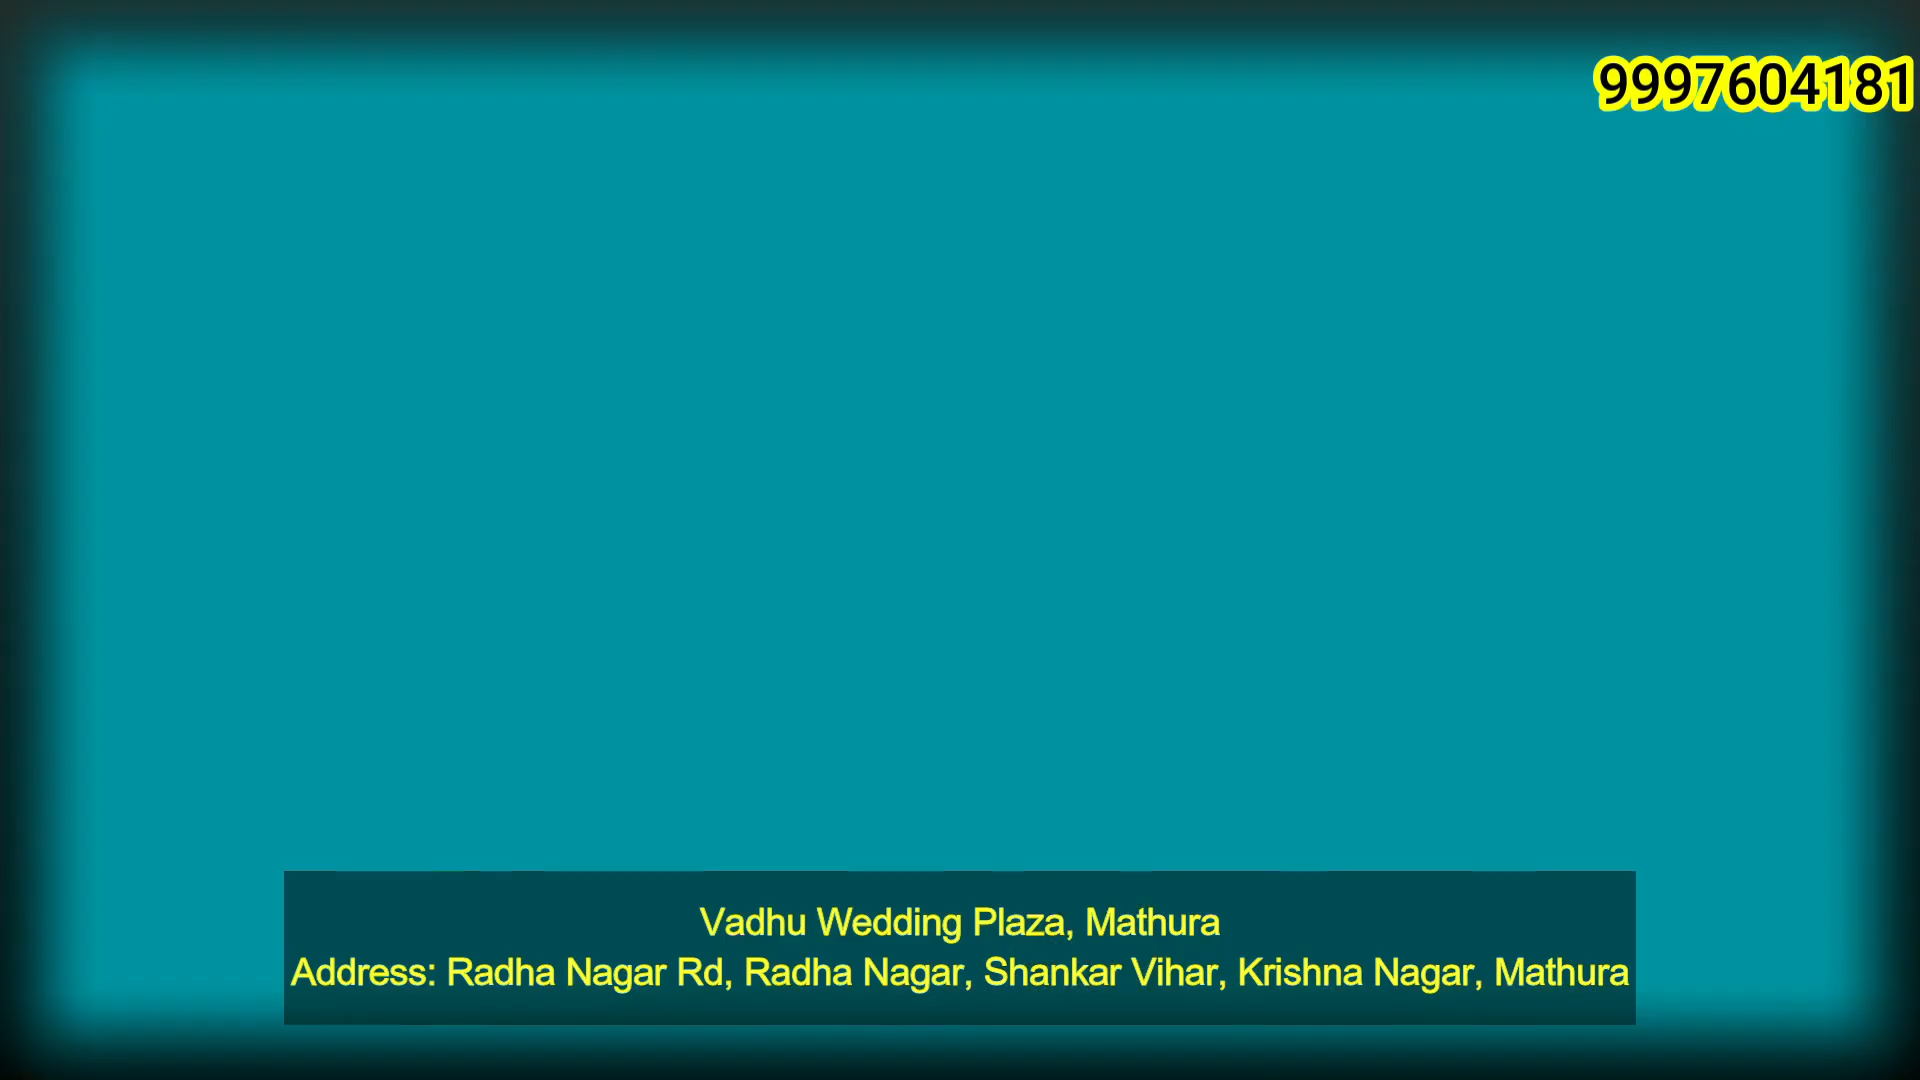 9997604181
Vadhu Wedding Plaza, Mathura
Address: Radha Nagar Rd, Radha Nagar, Shankar Vihar, Krishna Nagar, Mathura